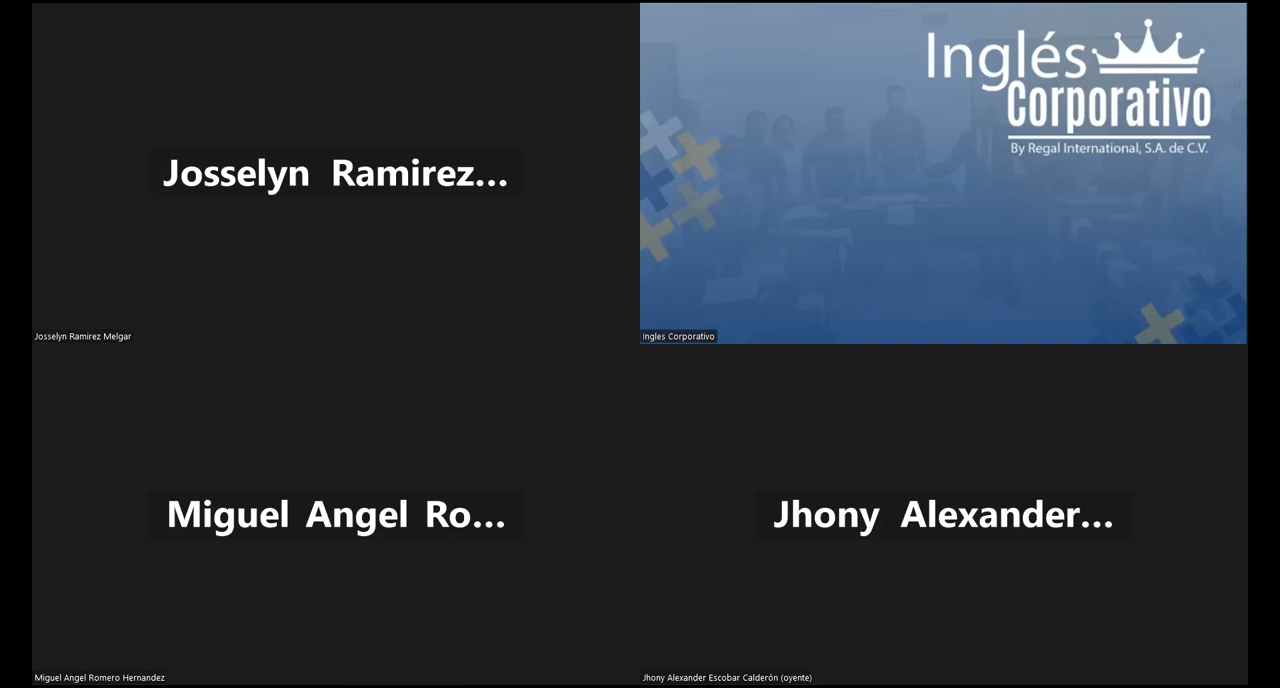 Josselyn Ramirez...
Josselyn Ramirez Melgar
Inglés
Corporativo
By Regal International, S.A. de C.V.
Ingles Corporativo
Miguel Angel Ro...
Miguel Angel Romero Hernandez
Jhony Alexander...
Jhony Alexander Escobar Calderón (oyente)